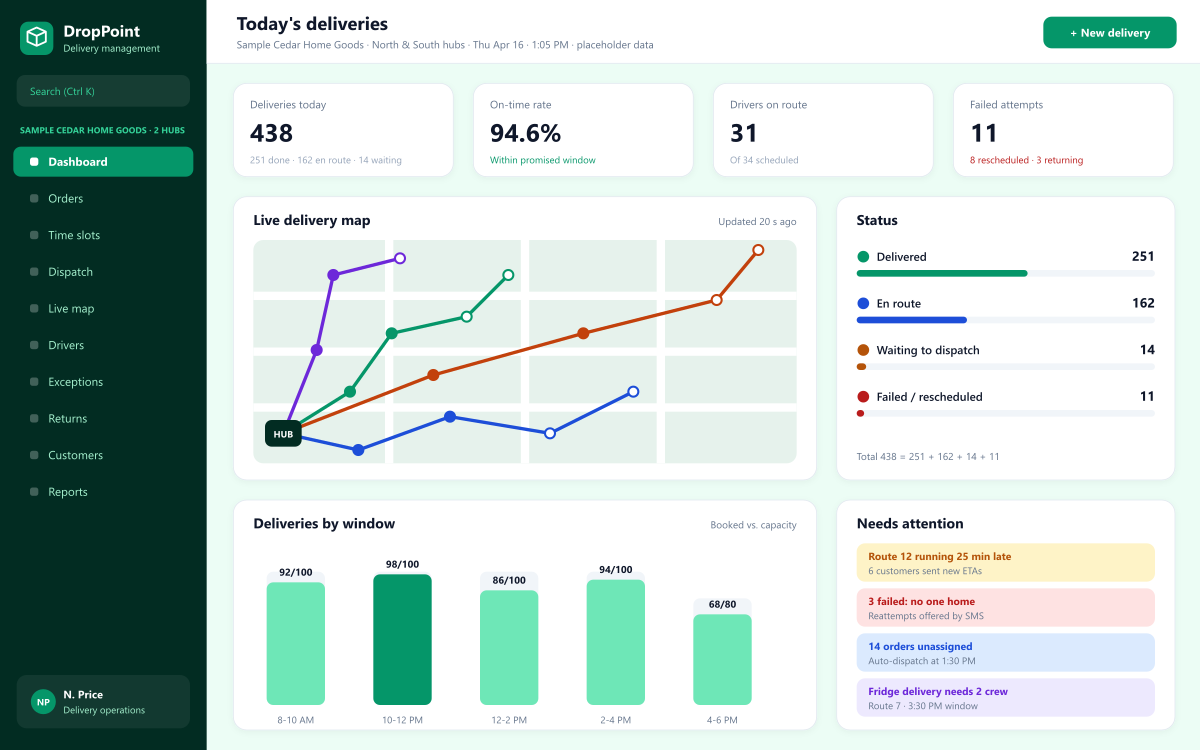 DropPoint
Delivery management
Search (Ctrl K)
SAMPLE CEDAR HOME GOODS · 2 HUBS
Dashboard
Orders
Time slots
Dispatch
Live map
Drivers
Exceptions
Returns
Customers
Reports
NP
N. Price
Delivery operations
Today's deliveries
Sample Cedar Home Goods · North & South hubs · Thu Apr 16 · 1:05 PM · placeholder data
+ New delivery
Deliveries today
438
251 done · 162 en route · 14 waiting
On-time rate
94.6%
Within promised window
Drivers on route
31
Of 34 scheduled
Failed attempts
11
8 rescheduled · 3 returning
Live delivery map
Updated 20 s ago
HUB
Status
Delivered 251
En route 162
Waiting to dispatch 14
Failed / rescheduled 11
Total 438 = 251 + 162 + 14 + 11
Deliveries by window
Booked vs. capacity
92/100
98/100
86/100
94/100
68/80
8-10 AM
10-12 PM
12-2 PM
2-4 PM
4-6 PM
Needs attention
Route 12 running 25 min late
6 customers sent new ETAs
3 failed: no one home
Reattempts offered by SMS
14 orders unassigned
Auto-dispatch at 1:30 PM
Fridge delivery needs 2 crew
Route 7 · 3:30 PM window